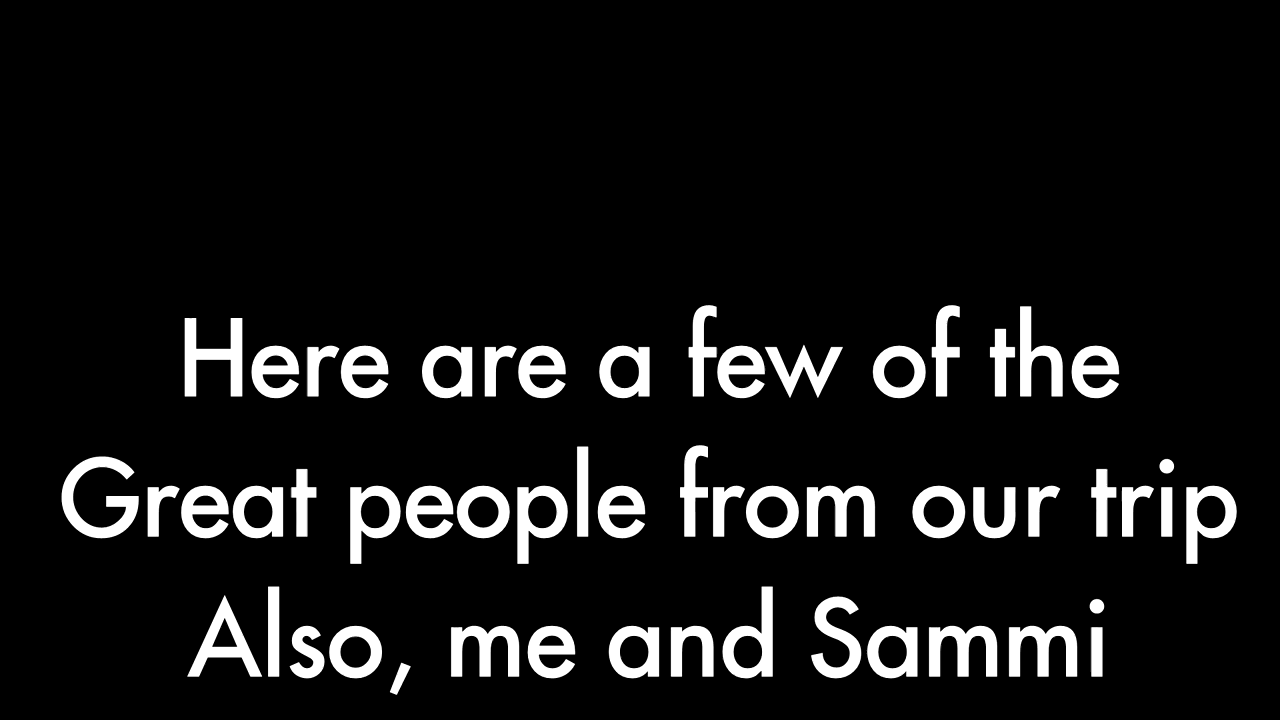 Here are a few of the
Great people from our trip
Also, me and Sammi